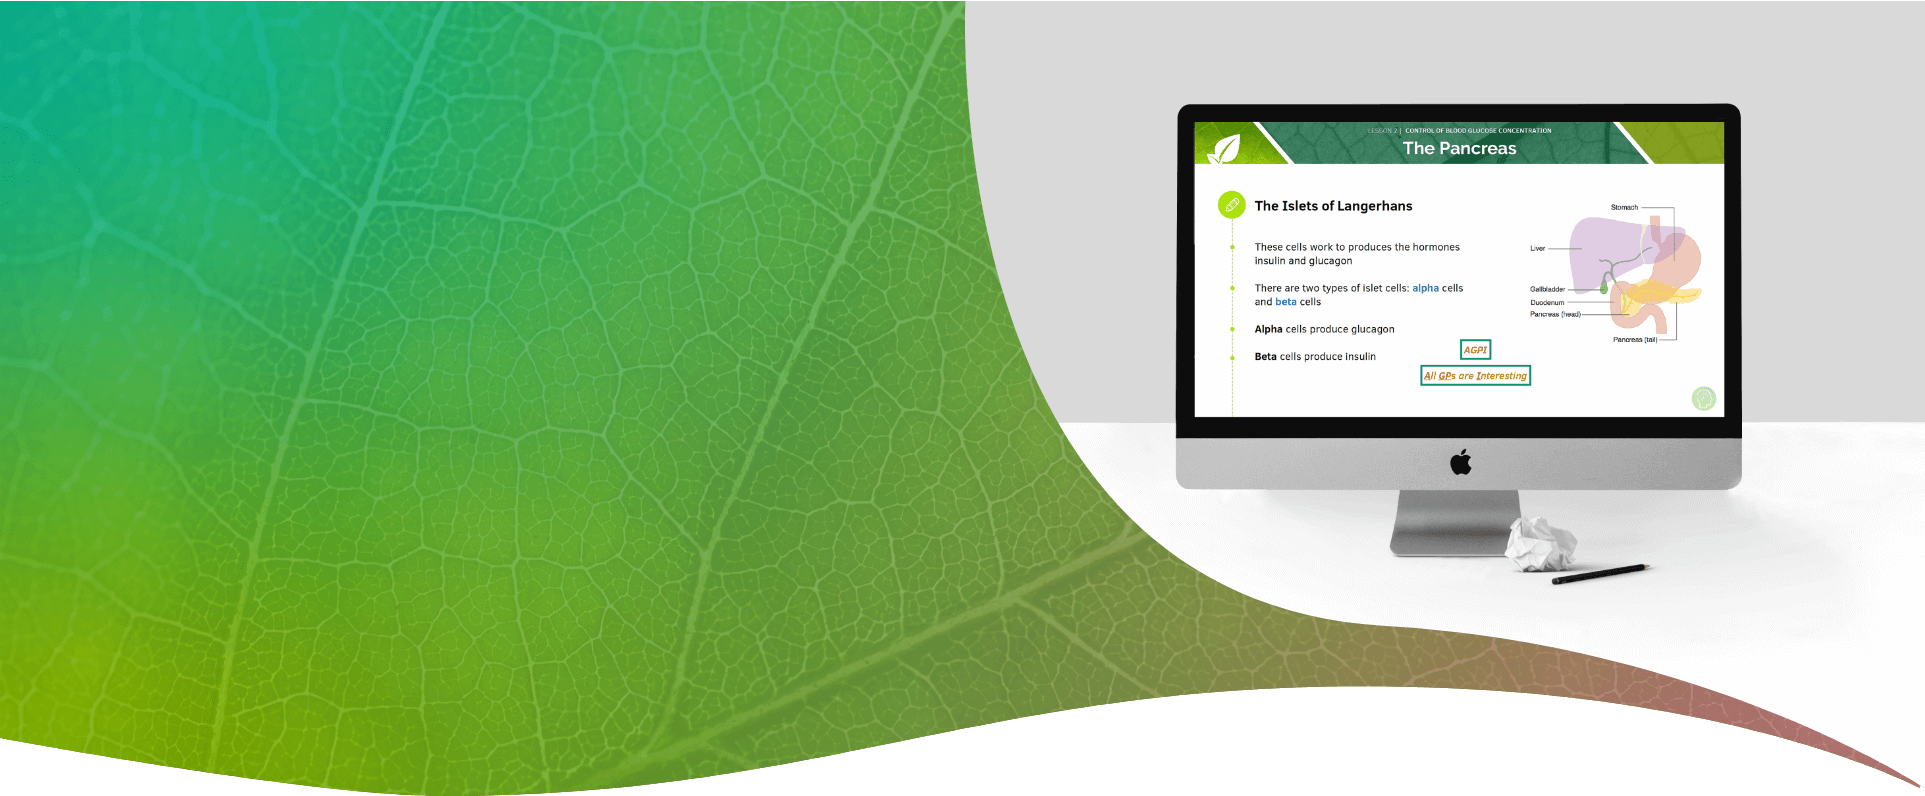 LESSON 2 | CONTROL OF BLOOD GLUCOSE CONCENTRATION
The Pancreas
The Islets of Langerhans
These cells work to produces the hormones
insulin and glucagon
There are two types of islet cells: alpha cells
and beta cells
Alpha cells produce glucagon
Beta cells produce insulin
AGPI
All GPs are Interesting
Stomach
Liver
Gallbladder
Duodenum
Pancreas (head)
Pancreas (tail)